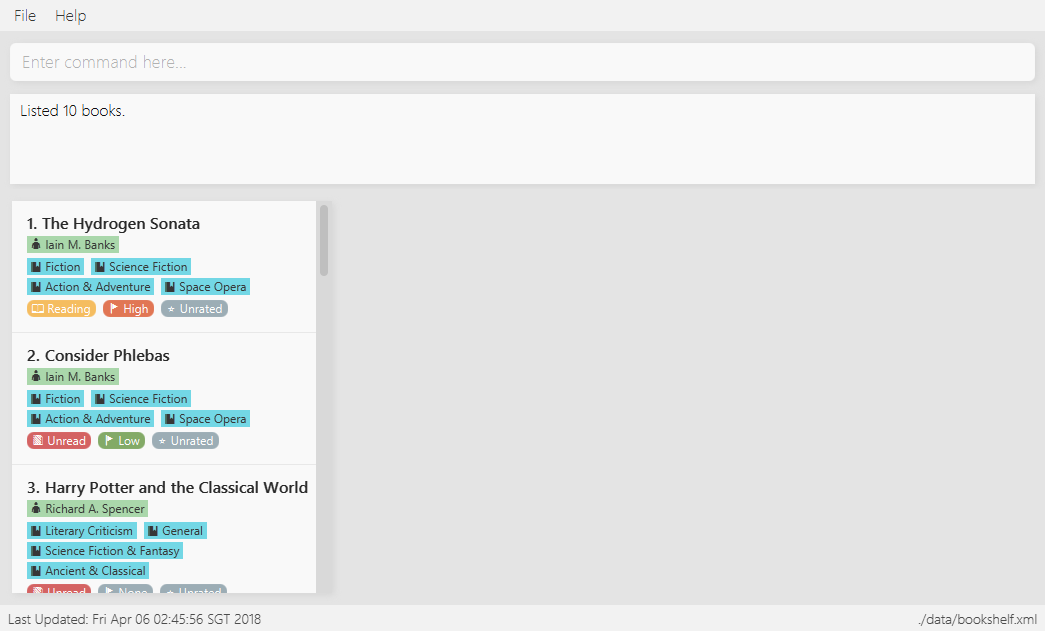 File Help
Enter command here...
Listed 10 books.
1. The Hydrogen Sonata
Iain M. Banks
Fiction Science Fiction
Action & Adventure Space Opera
Reading High Unrated
2. Consider Phlebas
Iain M. Banks
Fiction Science Fiction
Action & Adventure Space Opera
Unread Low Unrated
3. Harry Potter and the Classical World
Richard A. Spencer
Literary Criticism General
Science Fiction & Fantasy
Ancient & Classical
Unread None Unrated
Last Updated: Fri Apr 06 02:45:56 SGT 2018 ./data/bookshelf.xml